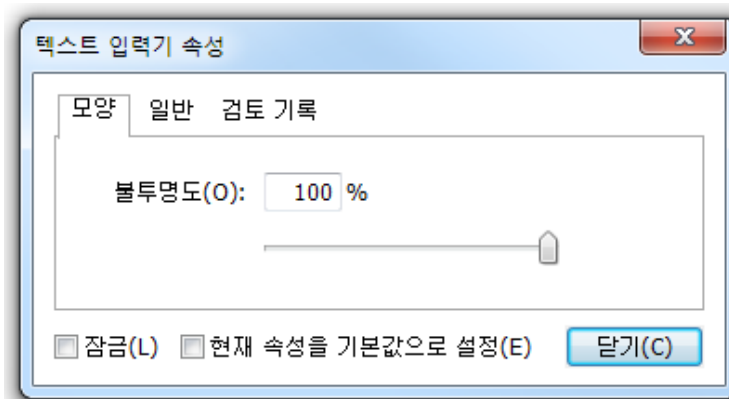 텍스트 입력기 속성
모양 일반 검토 기록
불투명도(O): 100 %
잠금(L) 현재 속성을 기본값으로 설정(E) 닫기(C)